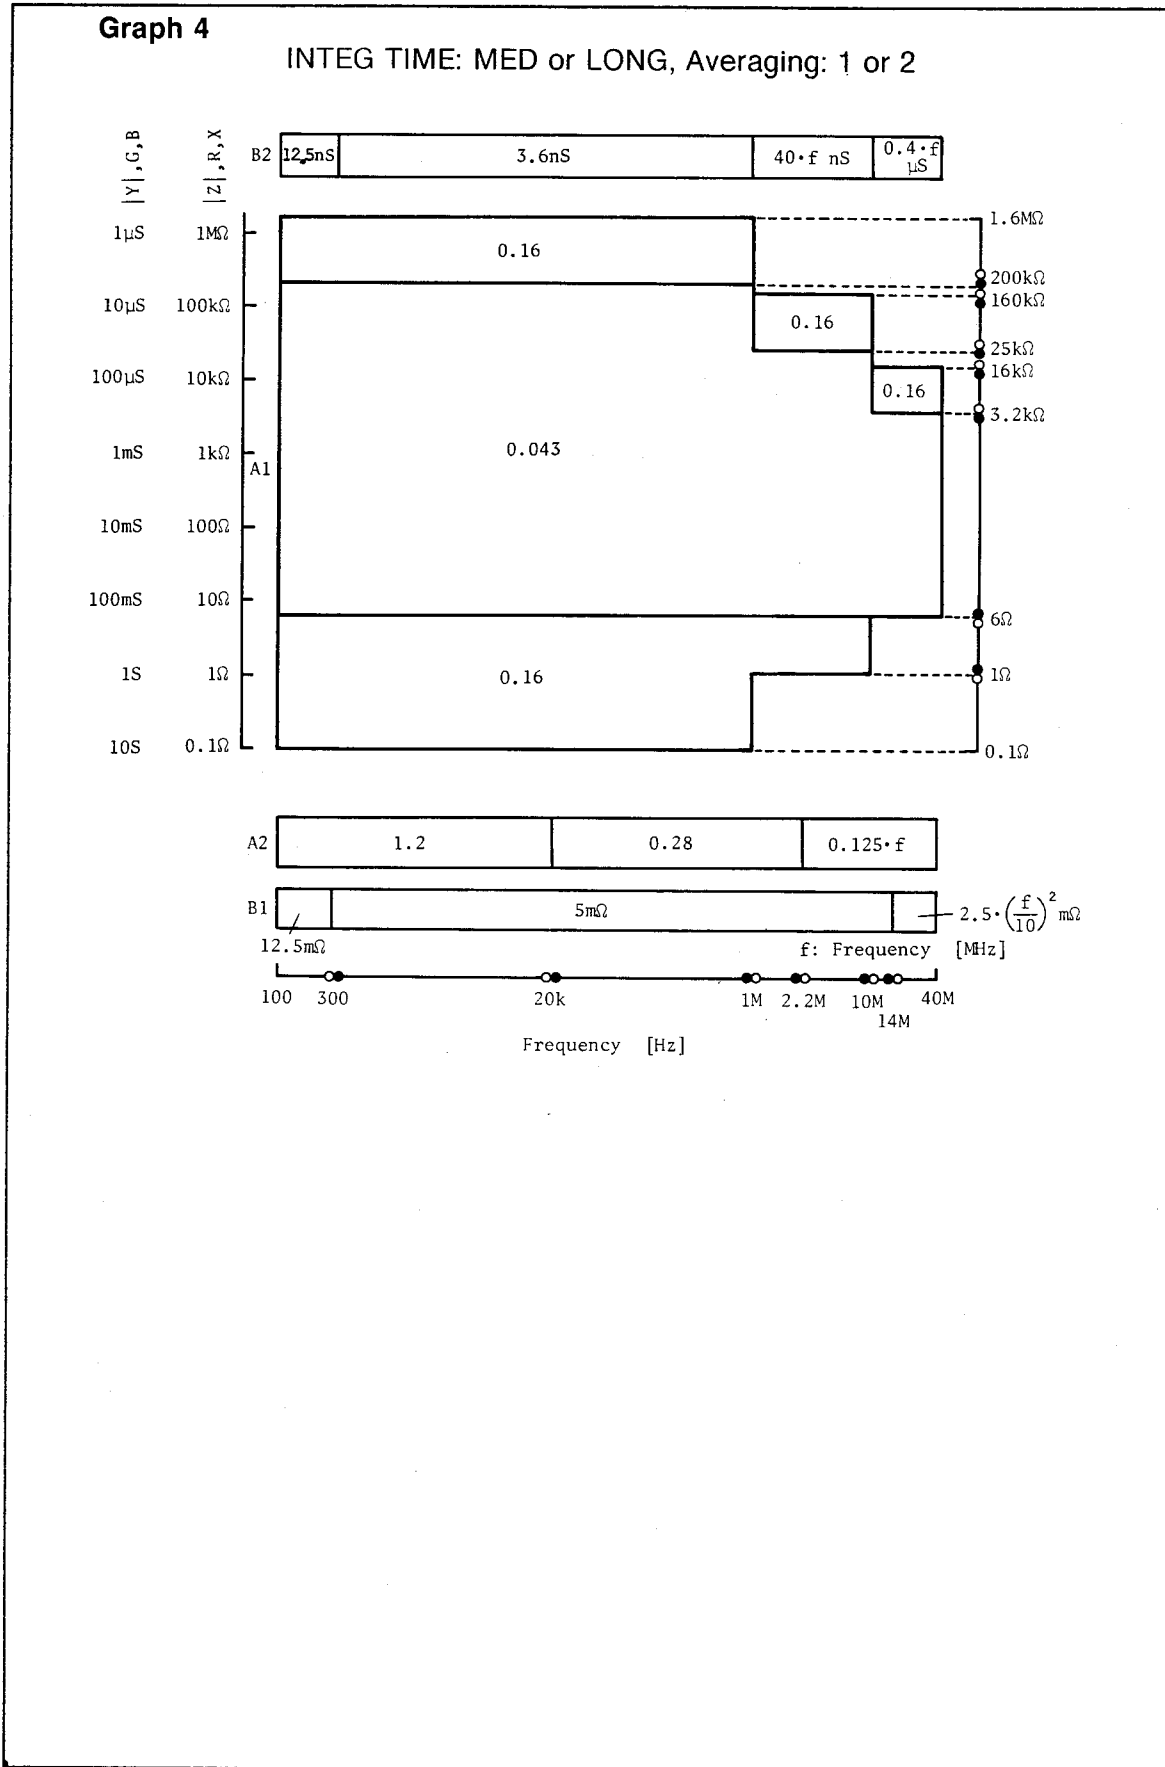 Graph 4
INTEG TIME: MED or LONG, Averaging: 1 or 2
|Y|,G,B
|Z|,R,X
B2 12.5nS 3.6nS 40·f nS 0.4·f μS
1μS 1MΩ
10μS 100kΩ
100μS 10kΩ
1mS 1kΩ
10mS 100Ω
100mS 10Ω
1S 1Ω
10S 0.1Ω
A1
0.16
0.16
0.16
0.043
0.16
1.6MΩ
200kΩ
160kΩ
25kΩ
16kΩ
3.2kΩ
6Ω
1Ω
0.1Ω
A2 1.2 0.28 0.125·f
B1 5mΩ 2.5·(f/10)² mΩ
12.5mΩ
f: Frequency [MHz]
100 300 20k 1M 2.2M 10M 14M 40M
Frequency [Hz]